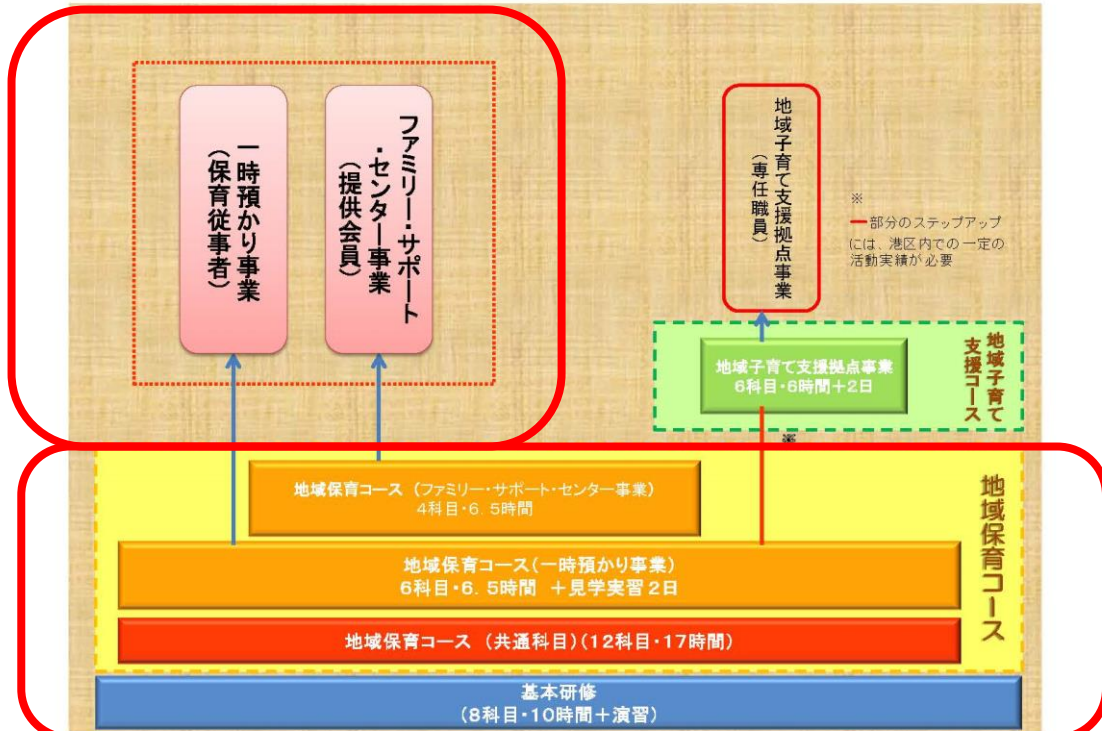 一時預かり事業
（保育従事者）
ファミリー・サポート
・センター事業
（提供会員）
地域子育て支援拠点事業
（専任職員）
※
ー部分のステップアップ
には、港区内での一定の
活動実績が必要
地域子育て支援拠点事業
6科目・6時間＋2日
地域子育て
支援コース
※
地域保育コース （ファミリー・サポート・センター事業）
4科目・6．5時間
地域保育コース（一時預かり事業）
6科目・6．5時間 ＋見学実習2日
地域保育コース （共通科目）（12科目・17時間）
地域保育コース
基本研修
（8科目・10時間＋演習）